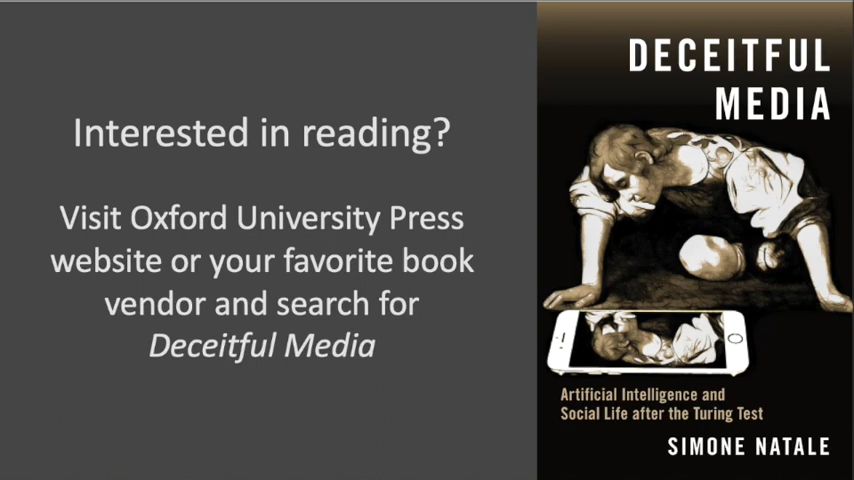 Interested in reading?
Visit Oxford University Press
website or your favorite book
vendor and search for
Deceitful Media
DECEITFUL
MEDIA
Artificial Intelligence and
Social Life after the Turing Test
SIMONE NATALE